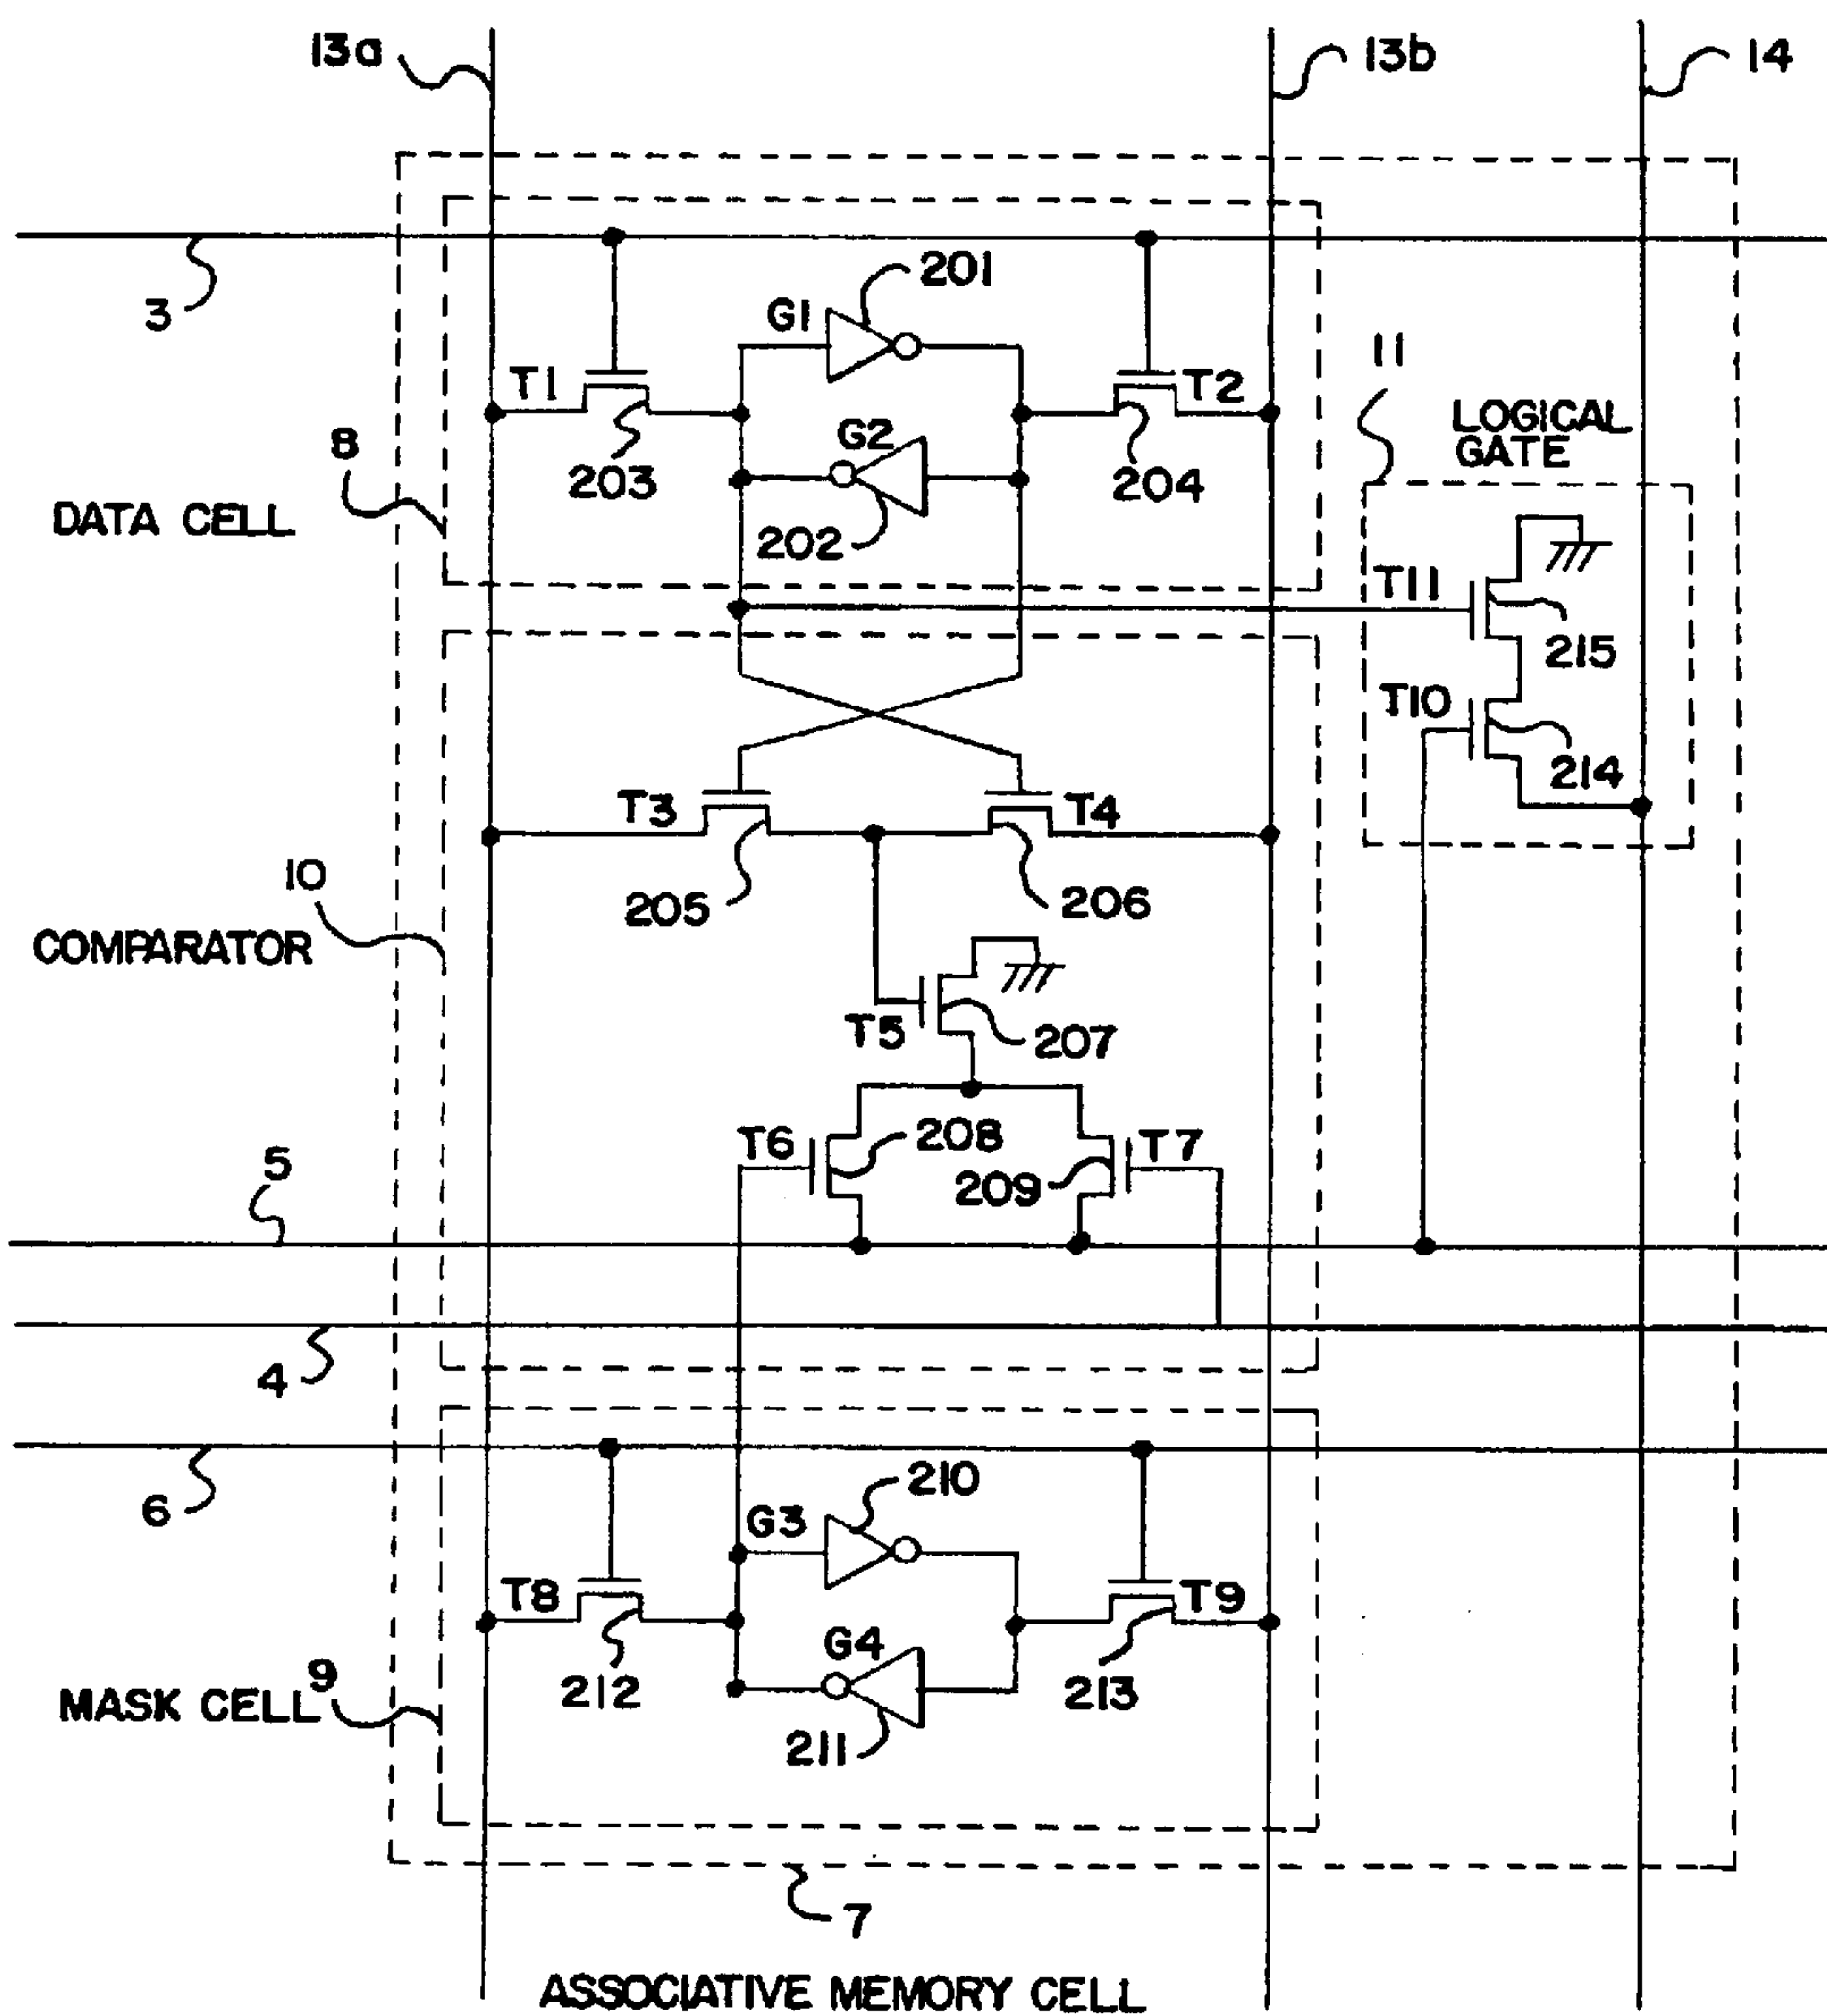 13a
13b
14
3
201
G1
T1
T2
11
LOGICAL
GATE
8
G2
203
204
DATA CELL
202
T11
215
T10
214
T3
T4
10
205
206
COMPARATOR
T5
207
T6
208
T7
209
5
4
6
210
G3
T8
T9
G4
9
212
213
MASK CELL
211
7
ASSOCIATIVE MEMORY CELL